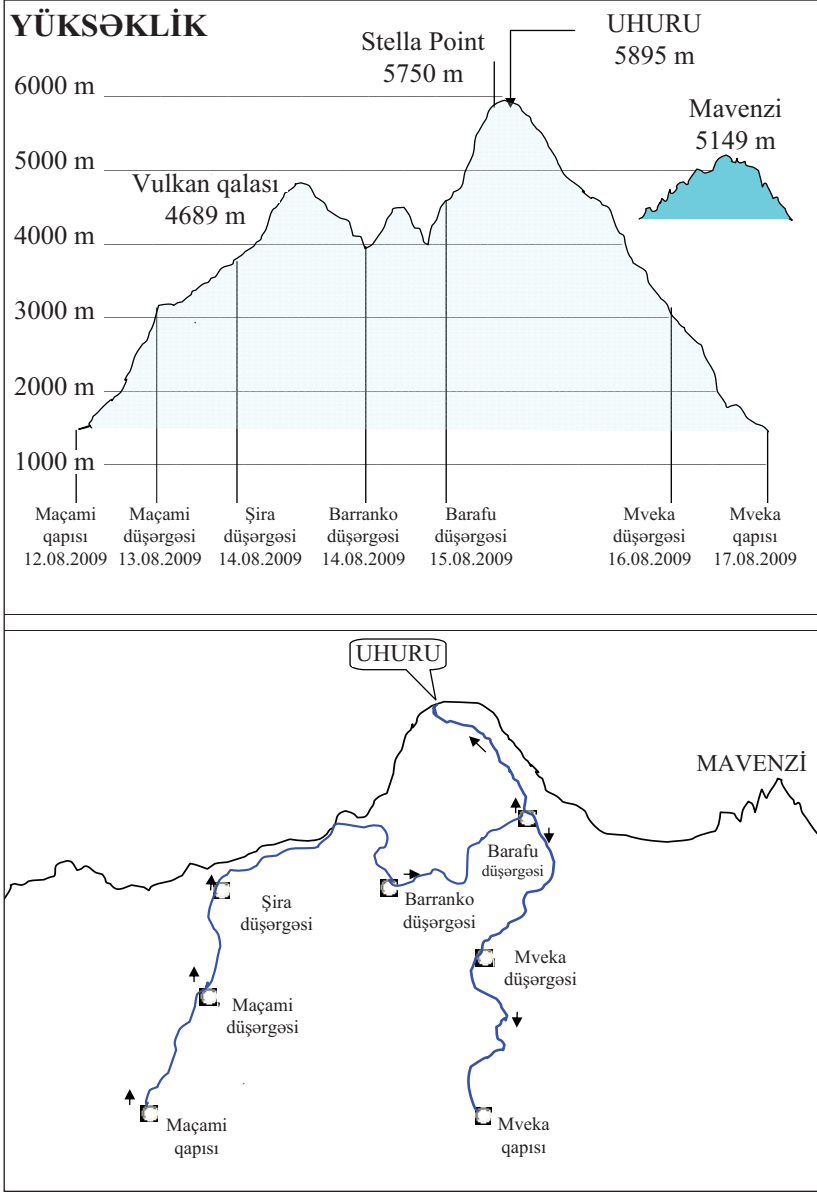 YÜKSƏKLİK
Stella Point
5750 m
UHURU
5895 m
Mavenzi
5149 m
Vulkan qalası
4689 m
6000 m
5000 m
4000 m
3000 m
2000 m
1000 m
Maçami
qapısı
12.08.2009
Maçami
düşərgəsi
13.08.2009
Şira
düşərgəsi
14.08.2009
Barranko
düşərgəsi
14.08.2009
Barafu
düşərgəsi
15.08.2009
Mveka
düşərgəsi
16.08.2009
Mveka
qapısı
17.08.2009
UHURU
MAVENZİ
Barafu
düşərgəsi
Şira
düşərgəsi
Barranko
düşərgəsi
Mveka
düşərgəsi
Maçami
düşərgəsi
Maçami
qapısı
Mveka
qapısı